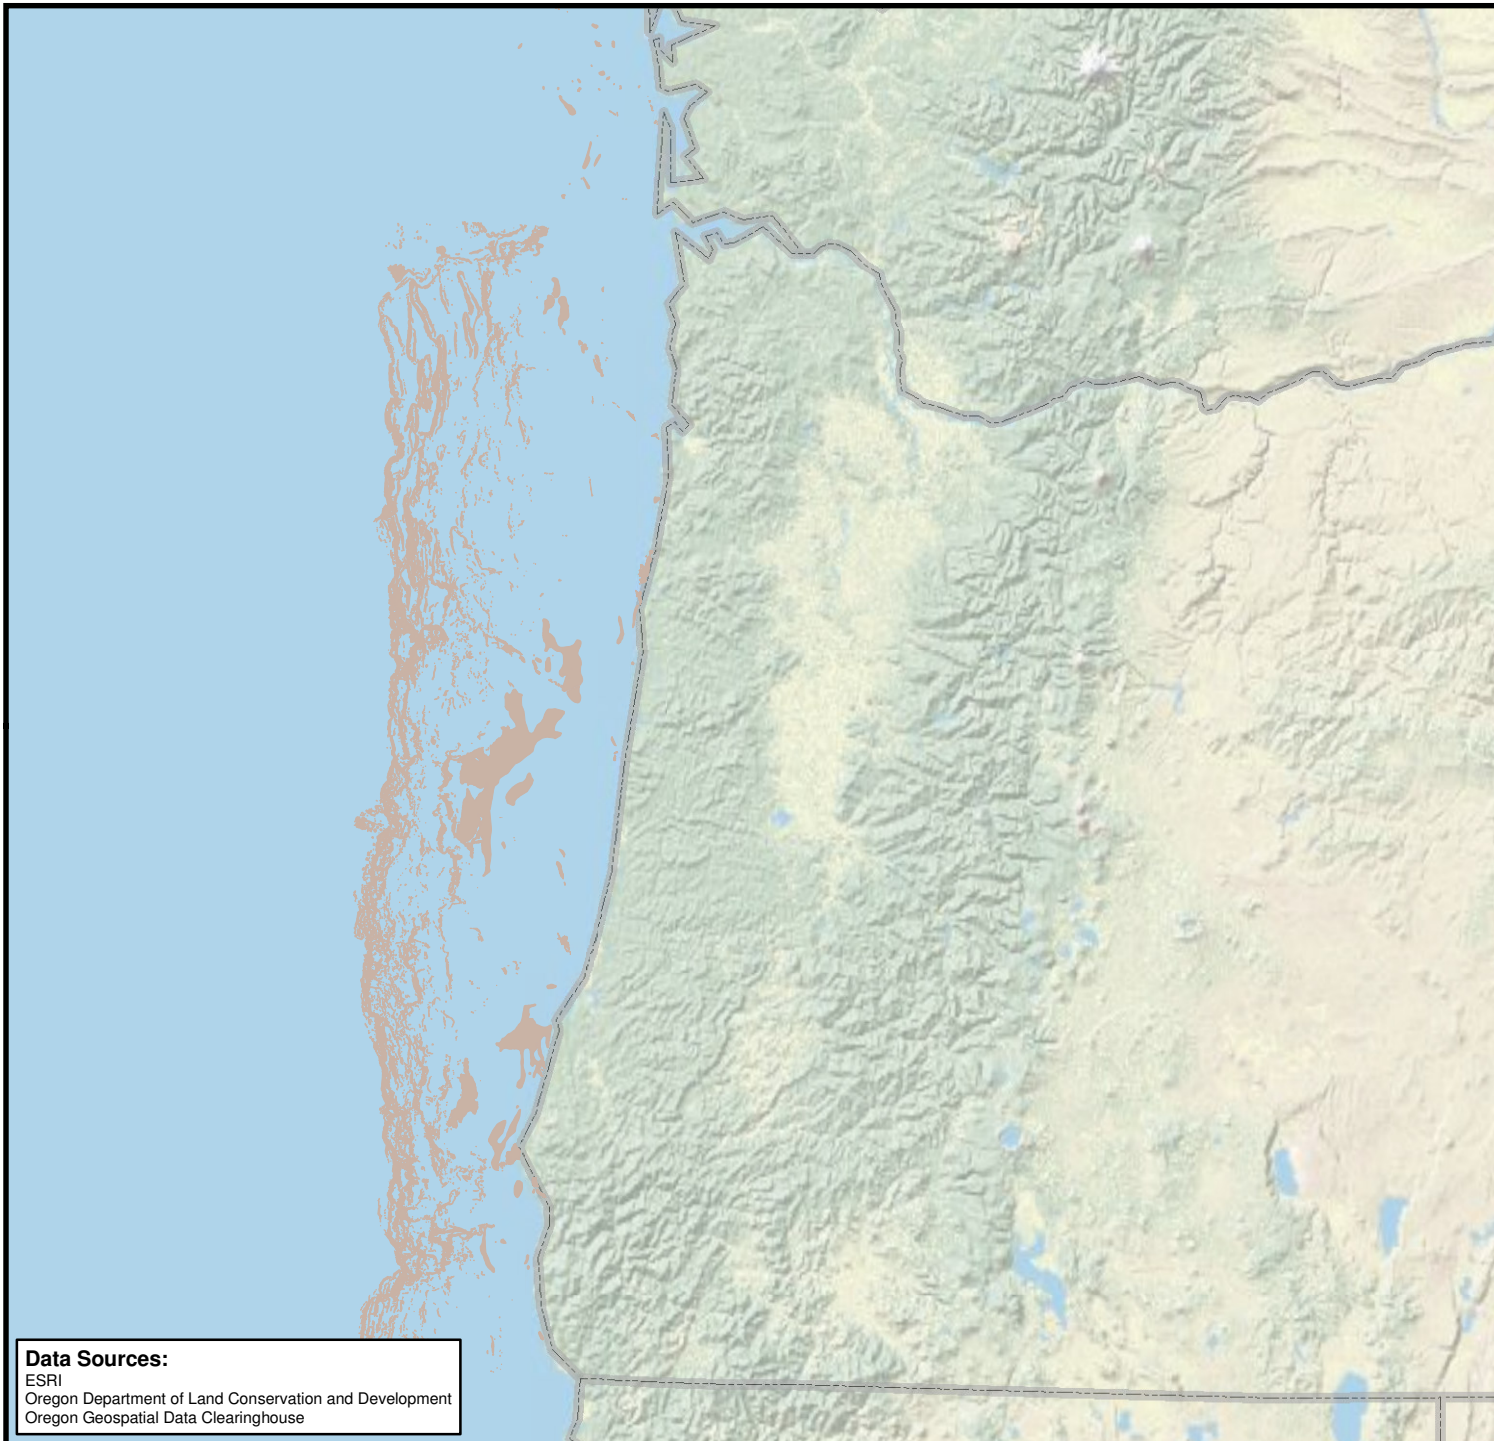 Data Sources:
ESRI
Oregon Department of Land Conservation and Development
Oregon Geospatial Data Clearinghouse